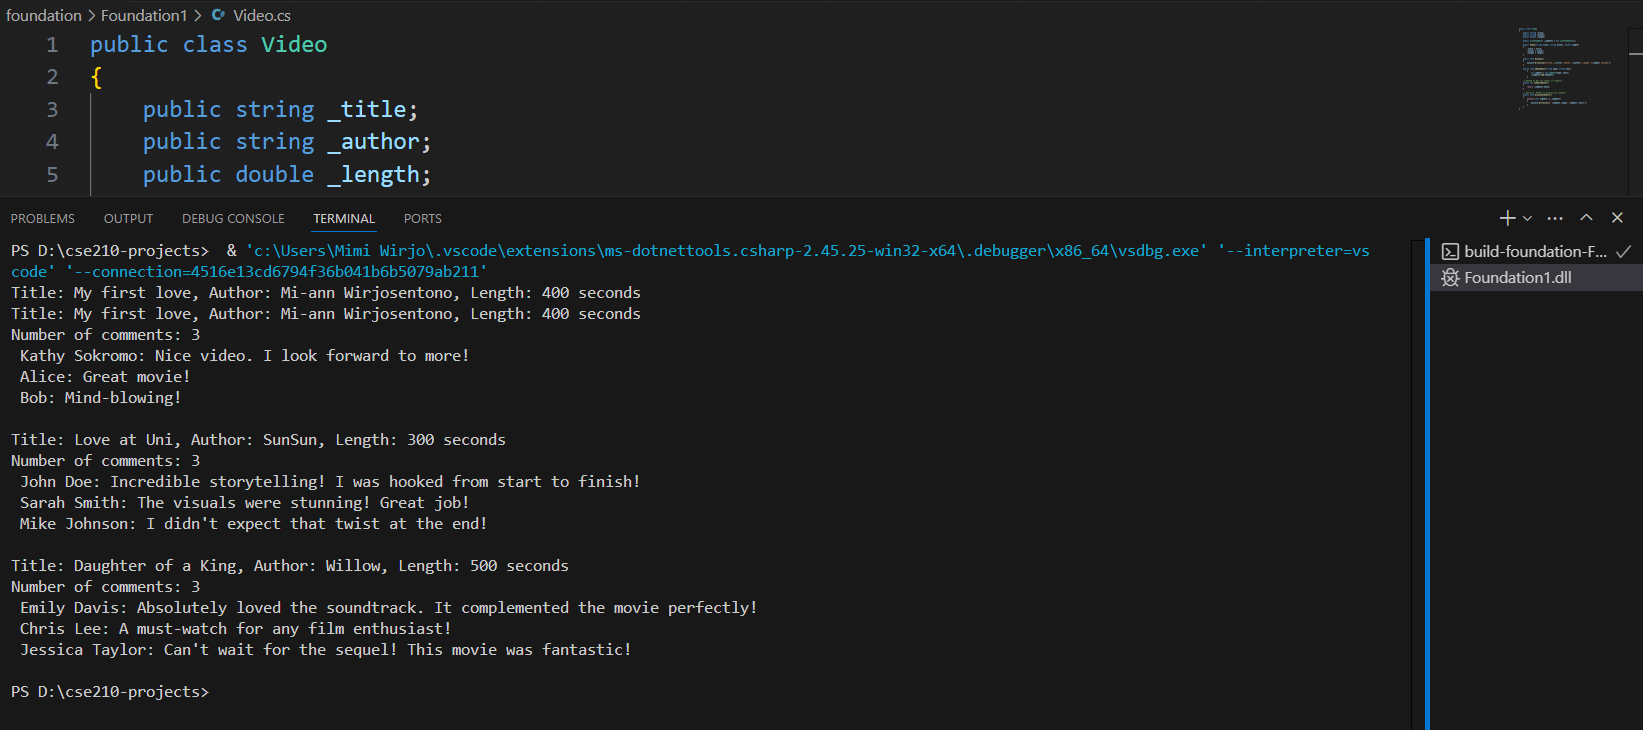 foundation > Foundation1 > Video.cs
1 public class Video
2 {
3 public string _title;
4 public string _author;
5 public double _length;
PROBLEMS OUTPUT DEBUG CONSOLE TERMINAL PORTS
PS D:\cse210-projects>  & 'c:\Users\Mimi Wirjo\.vscode\extensions\ms-dotnettools.csharp-2.45.25-win32-x64\.debugger\x86_64\vsdbg.exe' '--interpreter=vs
code' '--connection=4516e13cd6794f36b041b6b5079ab211'
Title: My first love, Author: Mi-ann Wirjosentono, Length: 400 seconds
Title: My first love, Author: Mi-ann Wirjosentono, Length: 400 seconds
Number of comments: 3
Kathy Sokromo: Nice video. I look forward to more!
Alice: Great movie!
Bob: Mind-blowing!
Title: Love at Uni, Author: SunSun, Length: 300 seconds
Number of comments: 3
John Doe: Incredible storytelling! I was hooked from start to finish!
Sarah Smith: The visuals were stunning! Great job!
Mike Johnson: I didn't expect that twist at the end!
Title: Daughter of a King, Author: Willow, Length: 500 seconds
Number of comments: 3
Emily Davis: Absolutely loved the soundtrack. It complemented the movie perfectly!
Chris Lee: A must-watch for any film enthusiast!
Jessica Taylor: Can't wait for the sequel! This movie was fantastic!
PS D:\cse210-projects>
build-foundation-F...
Foundation1.dll